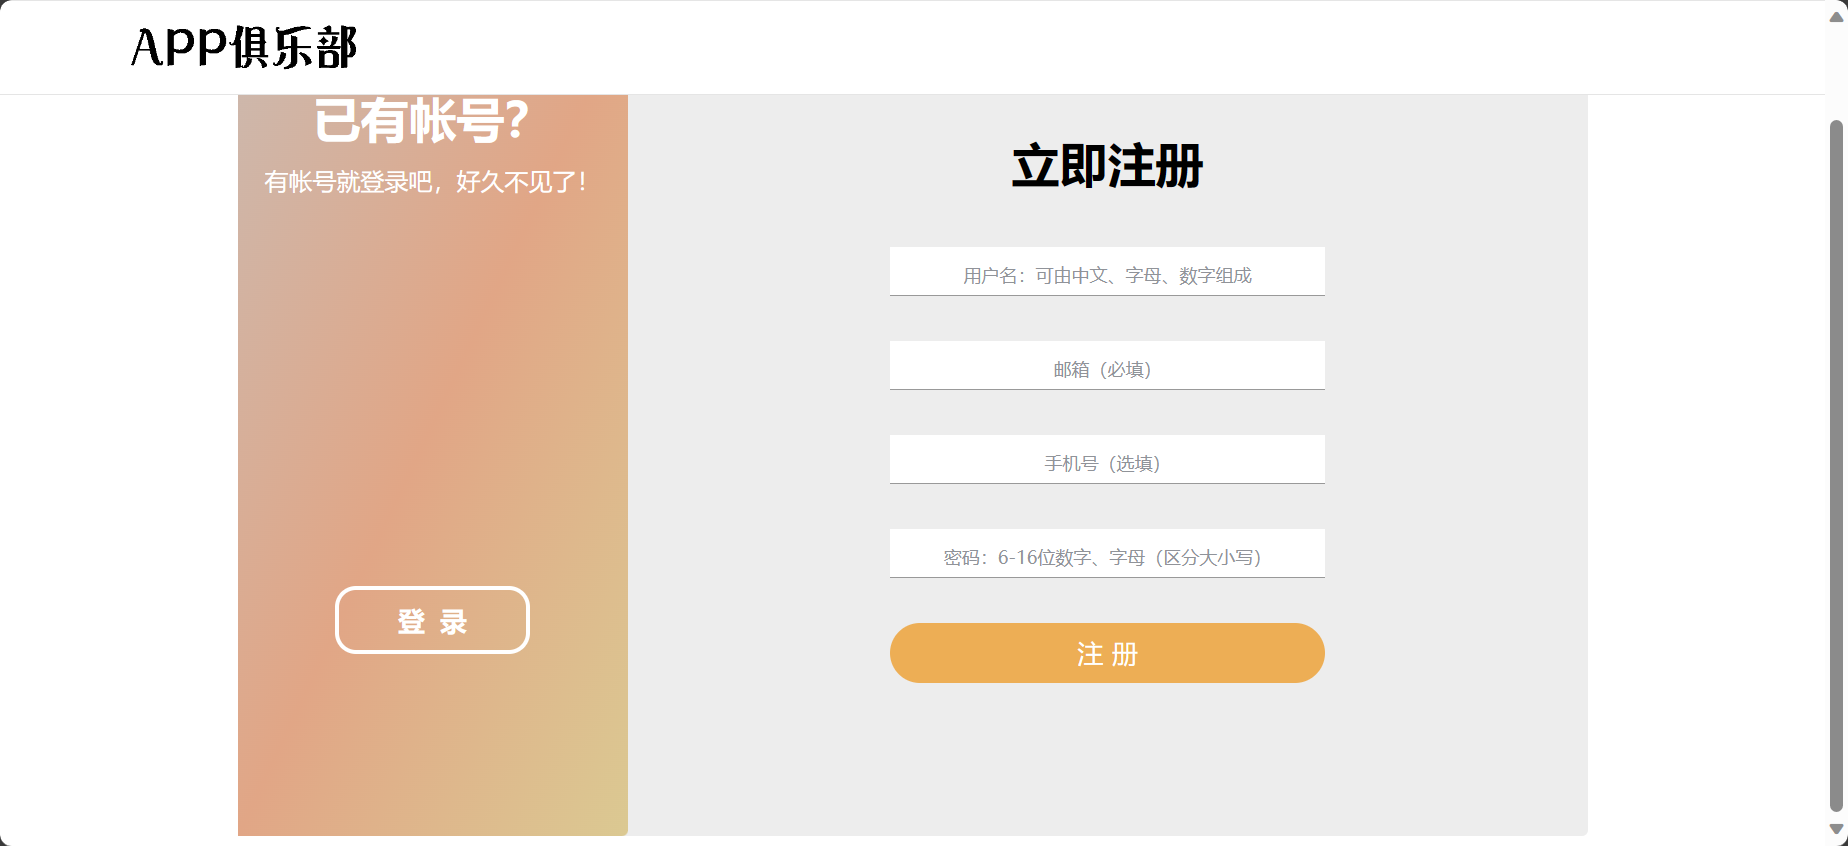 APP俱乐部
已有帐号？
有帐号就登录吧，好久不见了！
登 录
立即注册
用户名：可由中文、字母、数字组成
邮箱（必填）
手机号（选填）
密码：6-16位数字、字母（区分大小写）
注 册